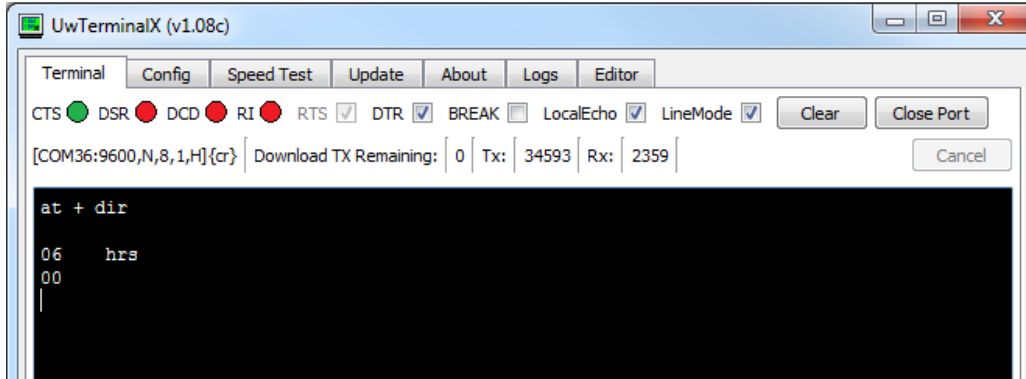 UwTerminalX (v1.08c)
Terminal Config Speed Test Update About Logs Editor
CTS DSR DCD RI RTS DTR BREAK LocalEcho LineMode Clear Close Port
[COM36:9600,N,8,1,H]{cr} Download TX Remaining: 0 Tx: 34593 Rx: 2359 Cancel
at + dir
06 hrs
00